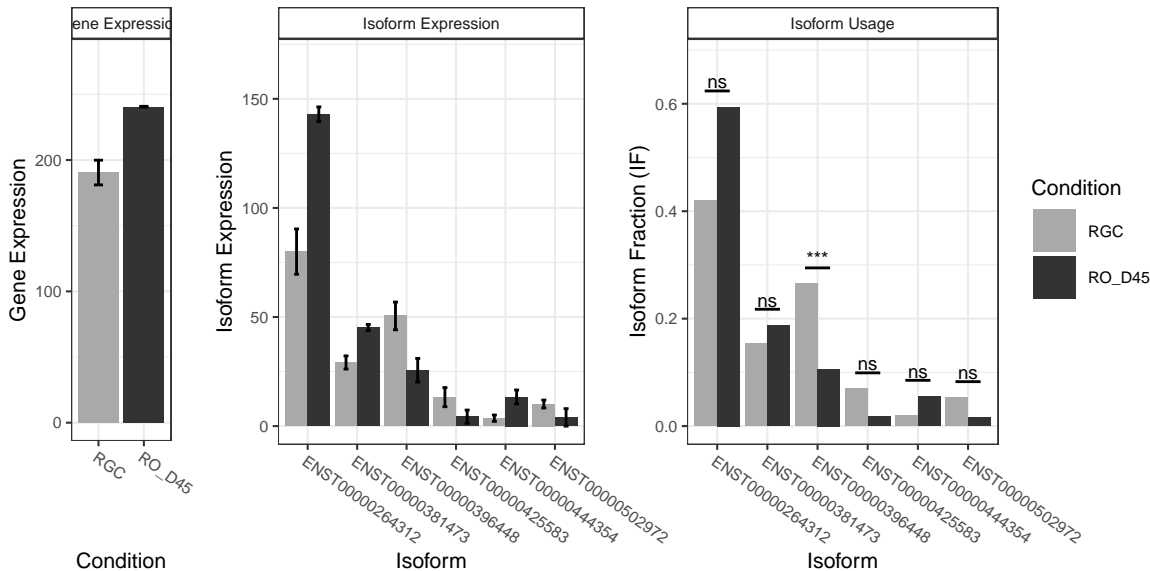 ene Expressio
Gene Expression
200
100
0
RGC
RO_D45
Condition
Isoform Expression
Isoform Expression
150
100
50
0
ENST00000264312
ENST00000381473
ENST00000396448
ENST00000425583
ENST00000444354
ENST00000502972
Isoform
Isoform Usage
Isoform Fraction (IF)
0.6
0.4
0.2
0.0
ns
ns
***
ns
ns
ns
ENST00000264312
ENST00000381473
ENST00000396448
ENST00000425583
ENST00000444354
ENST00000502972
Isoform
Condition
RGC
RO_D45